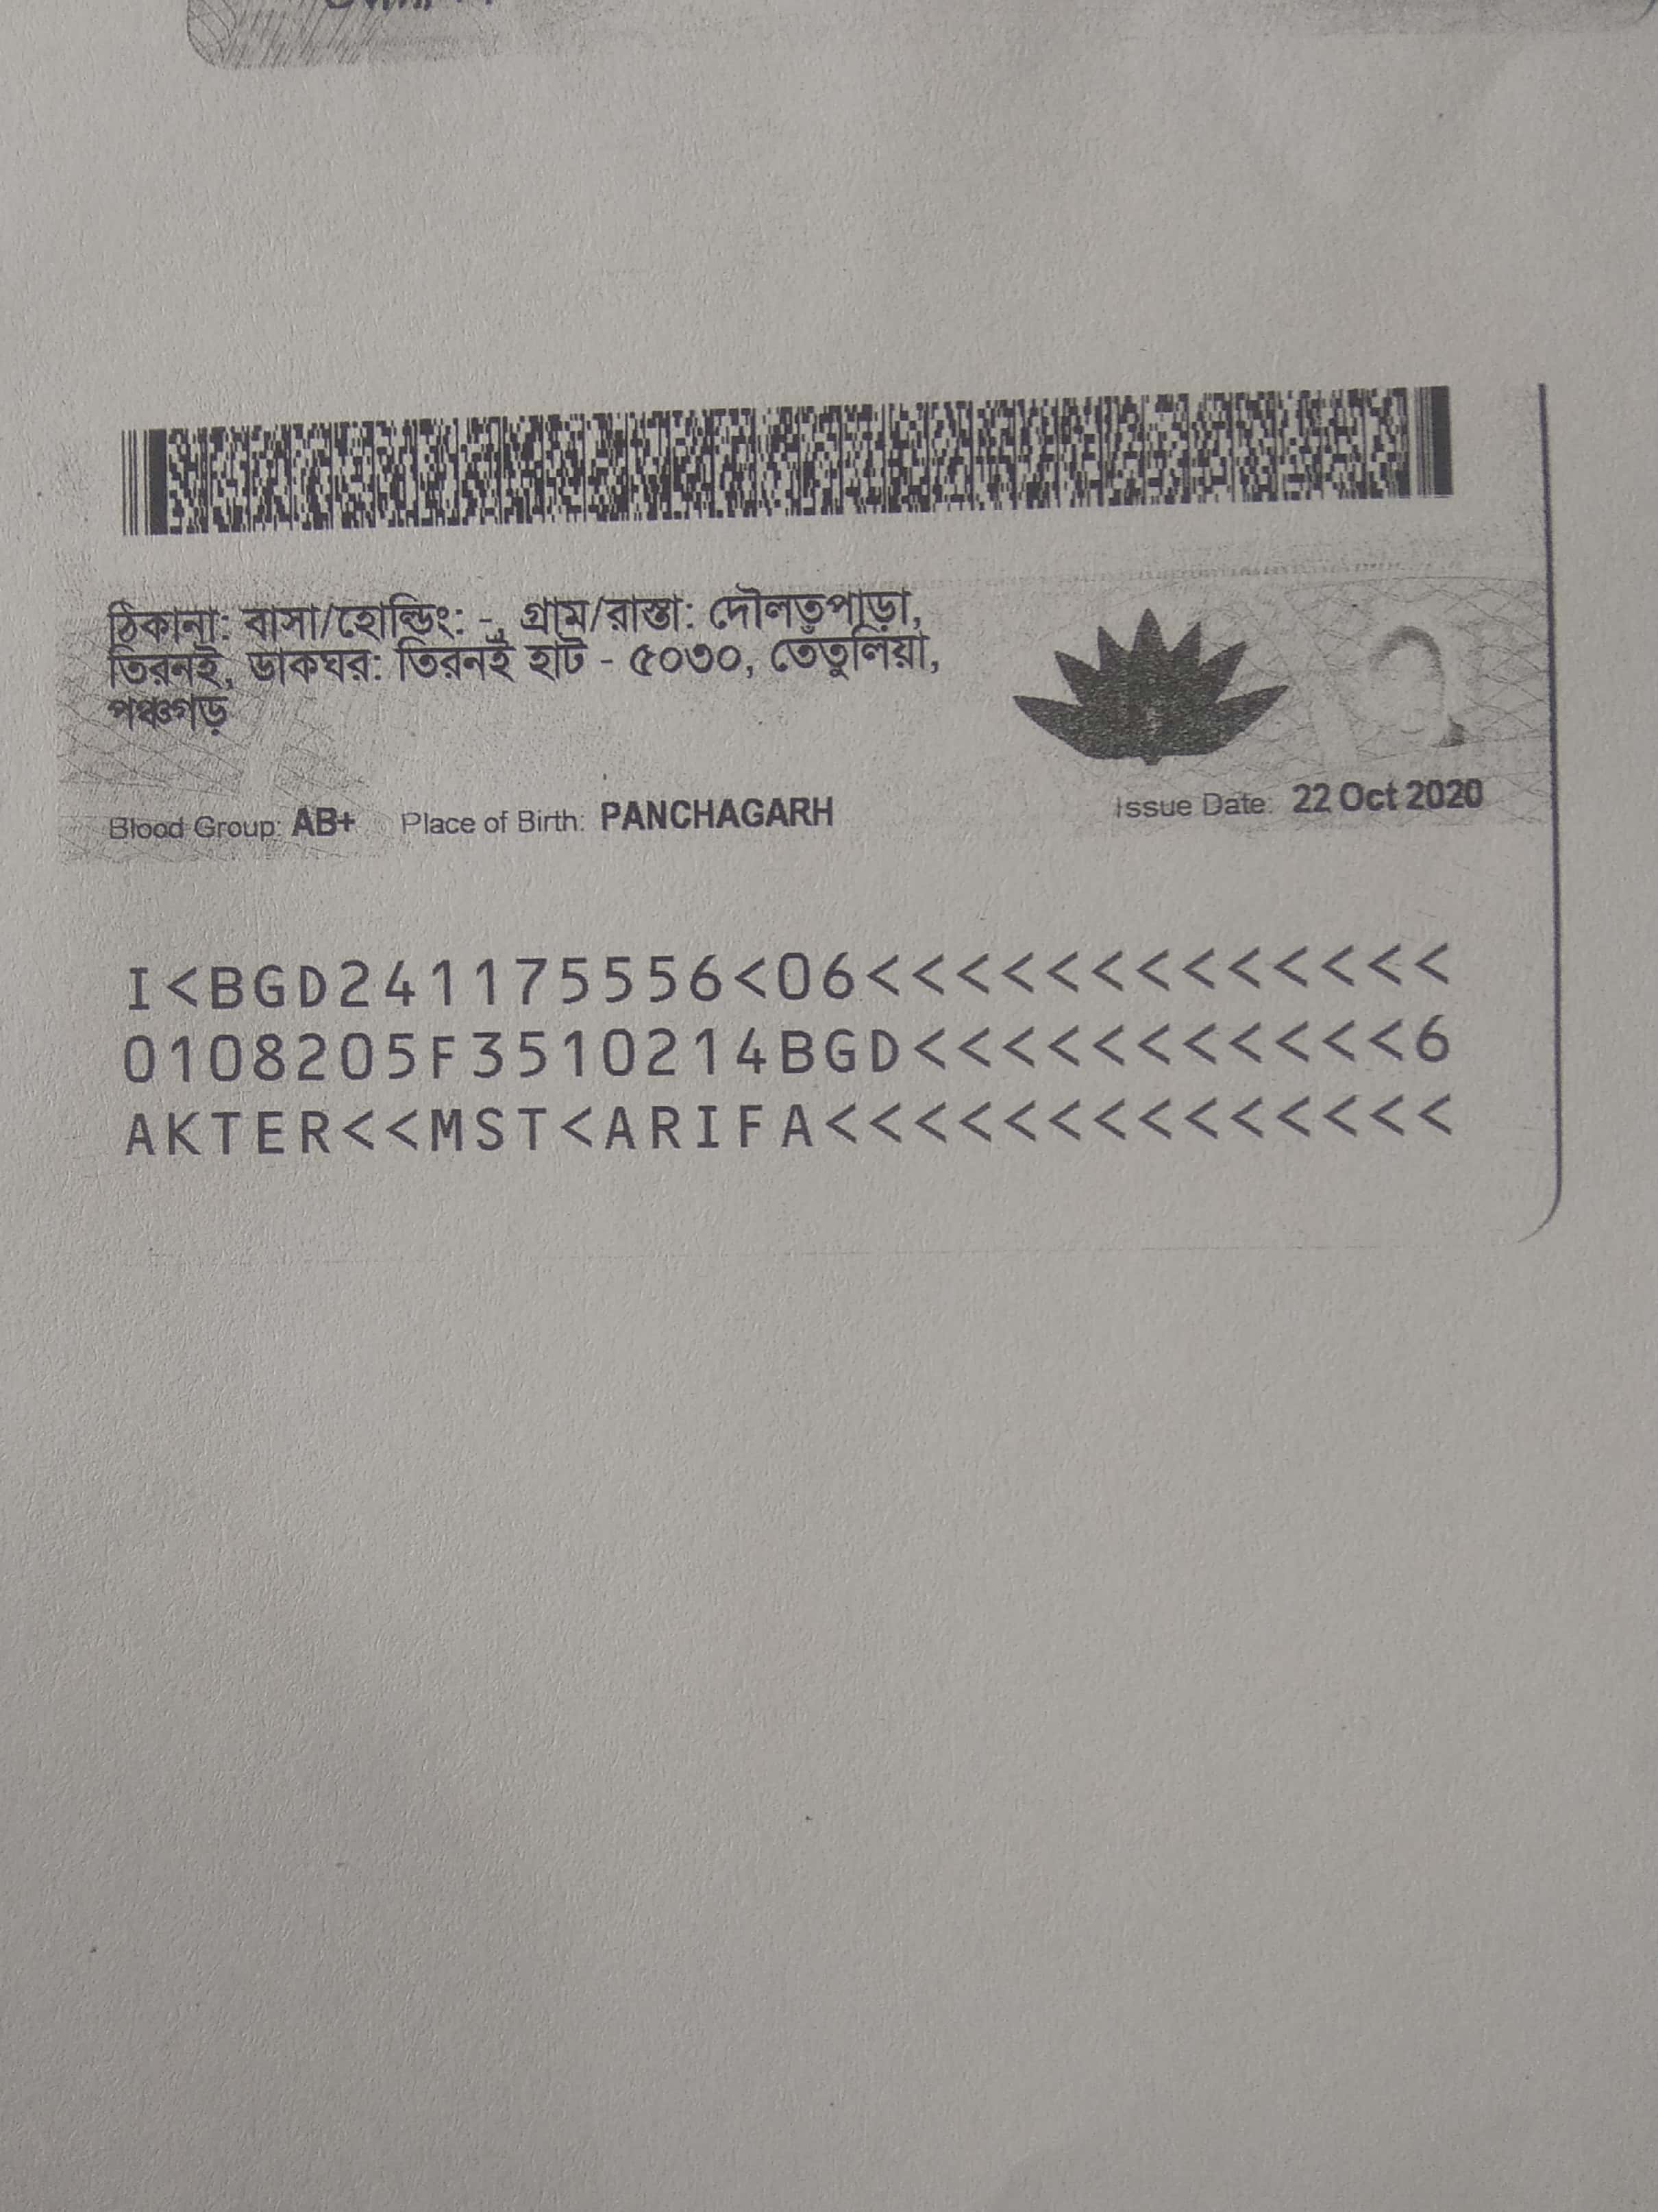 ঠিকানা: বাসা/হোল্ডিং: -, গ্রাম/রাস্তা: দৌলতপাড়া,
তিরনই, ডাকঘর: তিরনই হাট - ৫০৩০, তেঁতুলিয়া,
পঞ্চগড়
Blood Group: AB+ Place of Birth: PANCHAGARH Issue Date: 22 Oct 2020
I<BGD241175556<06<<<<<<<<<<<<<<
0108205F3510214BGD<<<<<<<<<<<6
AKTER<<MST<ARIFA<<<<<<<<<<<<<<